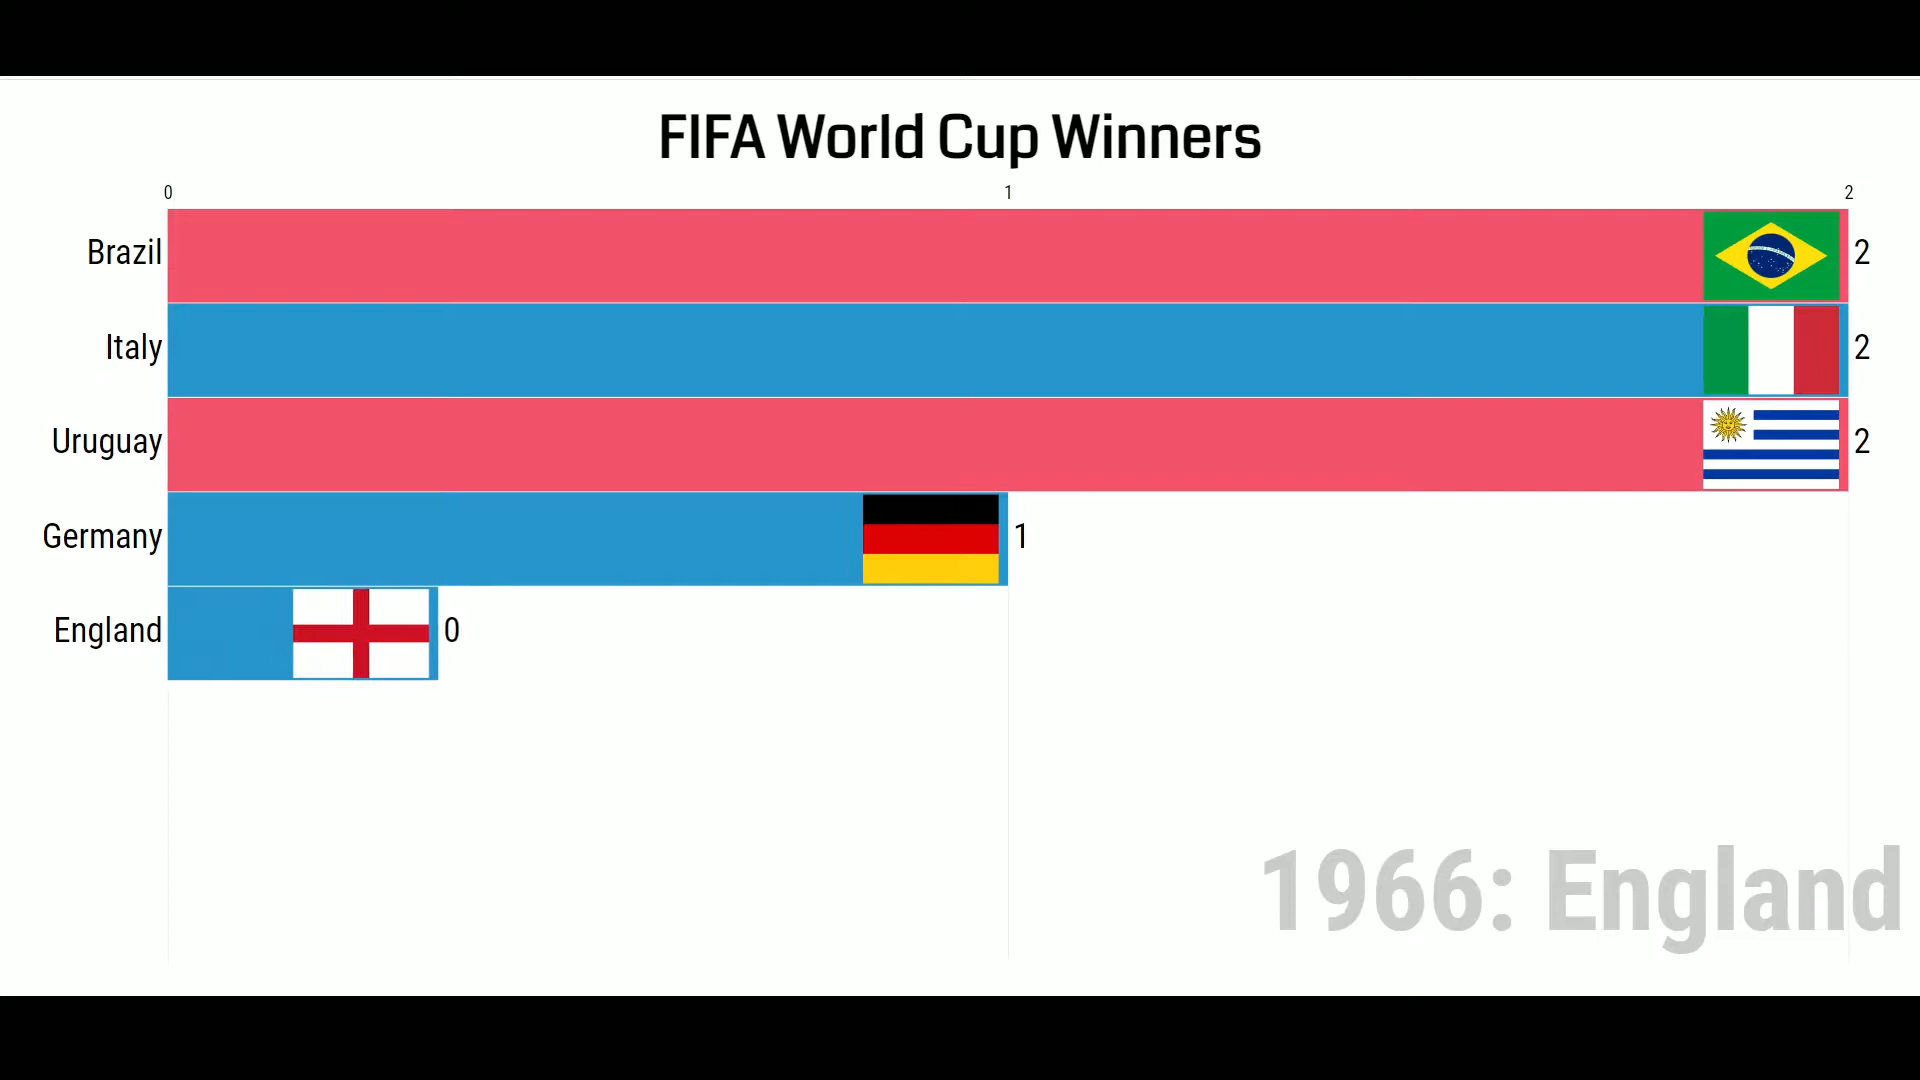 FIFA World Cup Winners
0 1 2
Brazil 2
Italy 2
Uruguay 2
Germany 1
England 0
1966: England